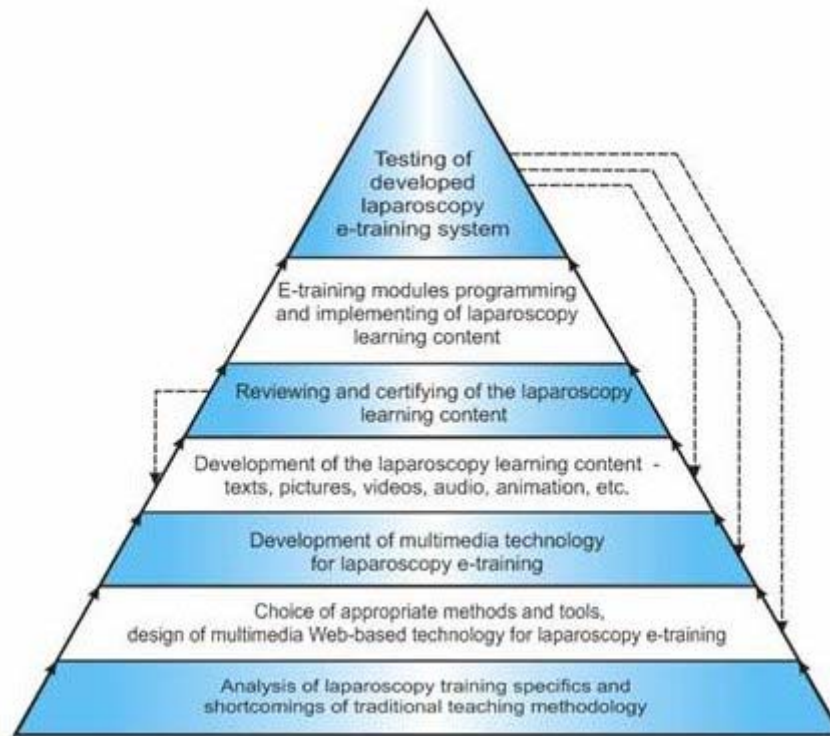 Testing of
developed
laparoscopy
e-training system
E-training modules programming
and implementing of laparoscopy
learning content
Reviewing and certifying of the laparoscopy
learning content
Development of the laparoscopy learning content -
texts, pictures, videos, audio, animation, etc.
Development of multimedia technology
for laparoscopy e-training
Choice of appropriate methods and tools,
design of multimedia Web-based technology for laparoscopy e-training
Analysis of laparoscopy training specifics and
shortcomings of traditional teaching methodology